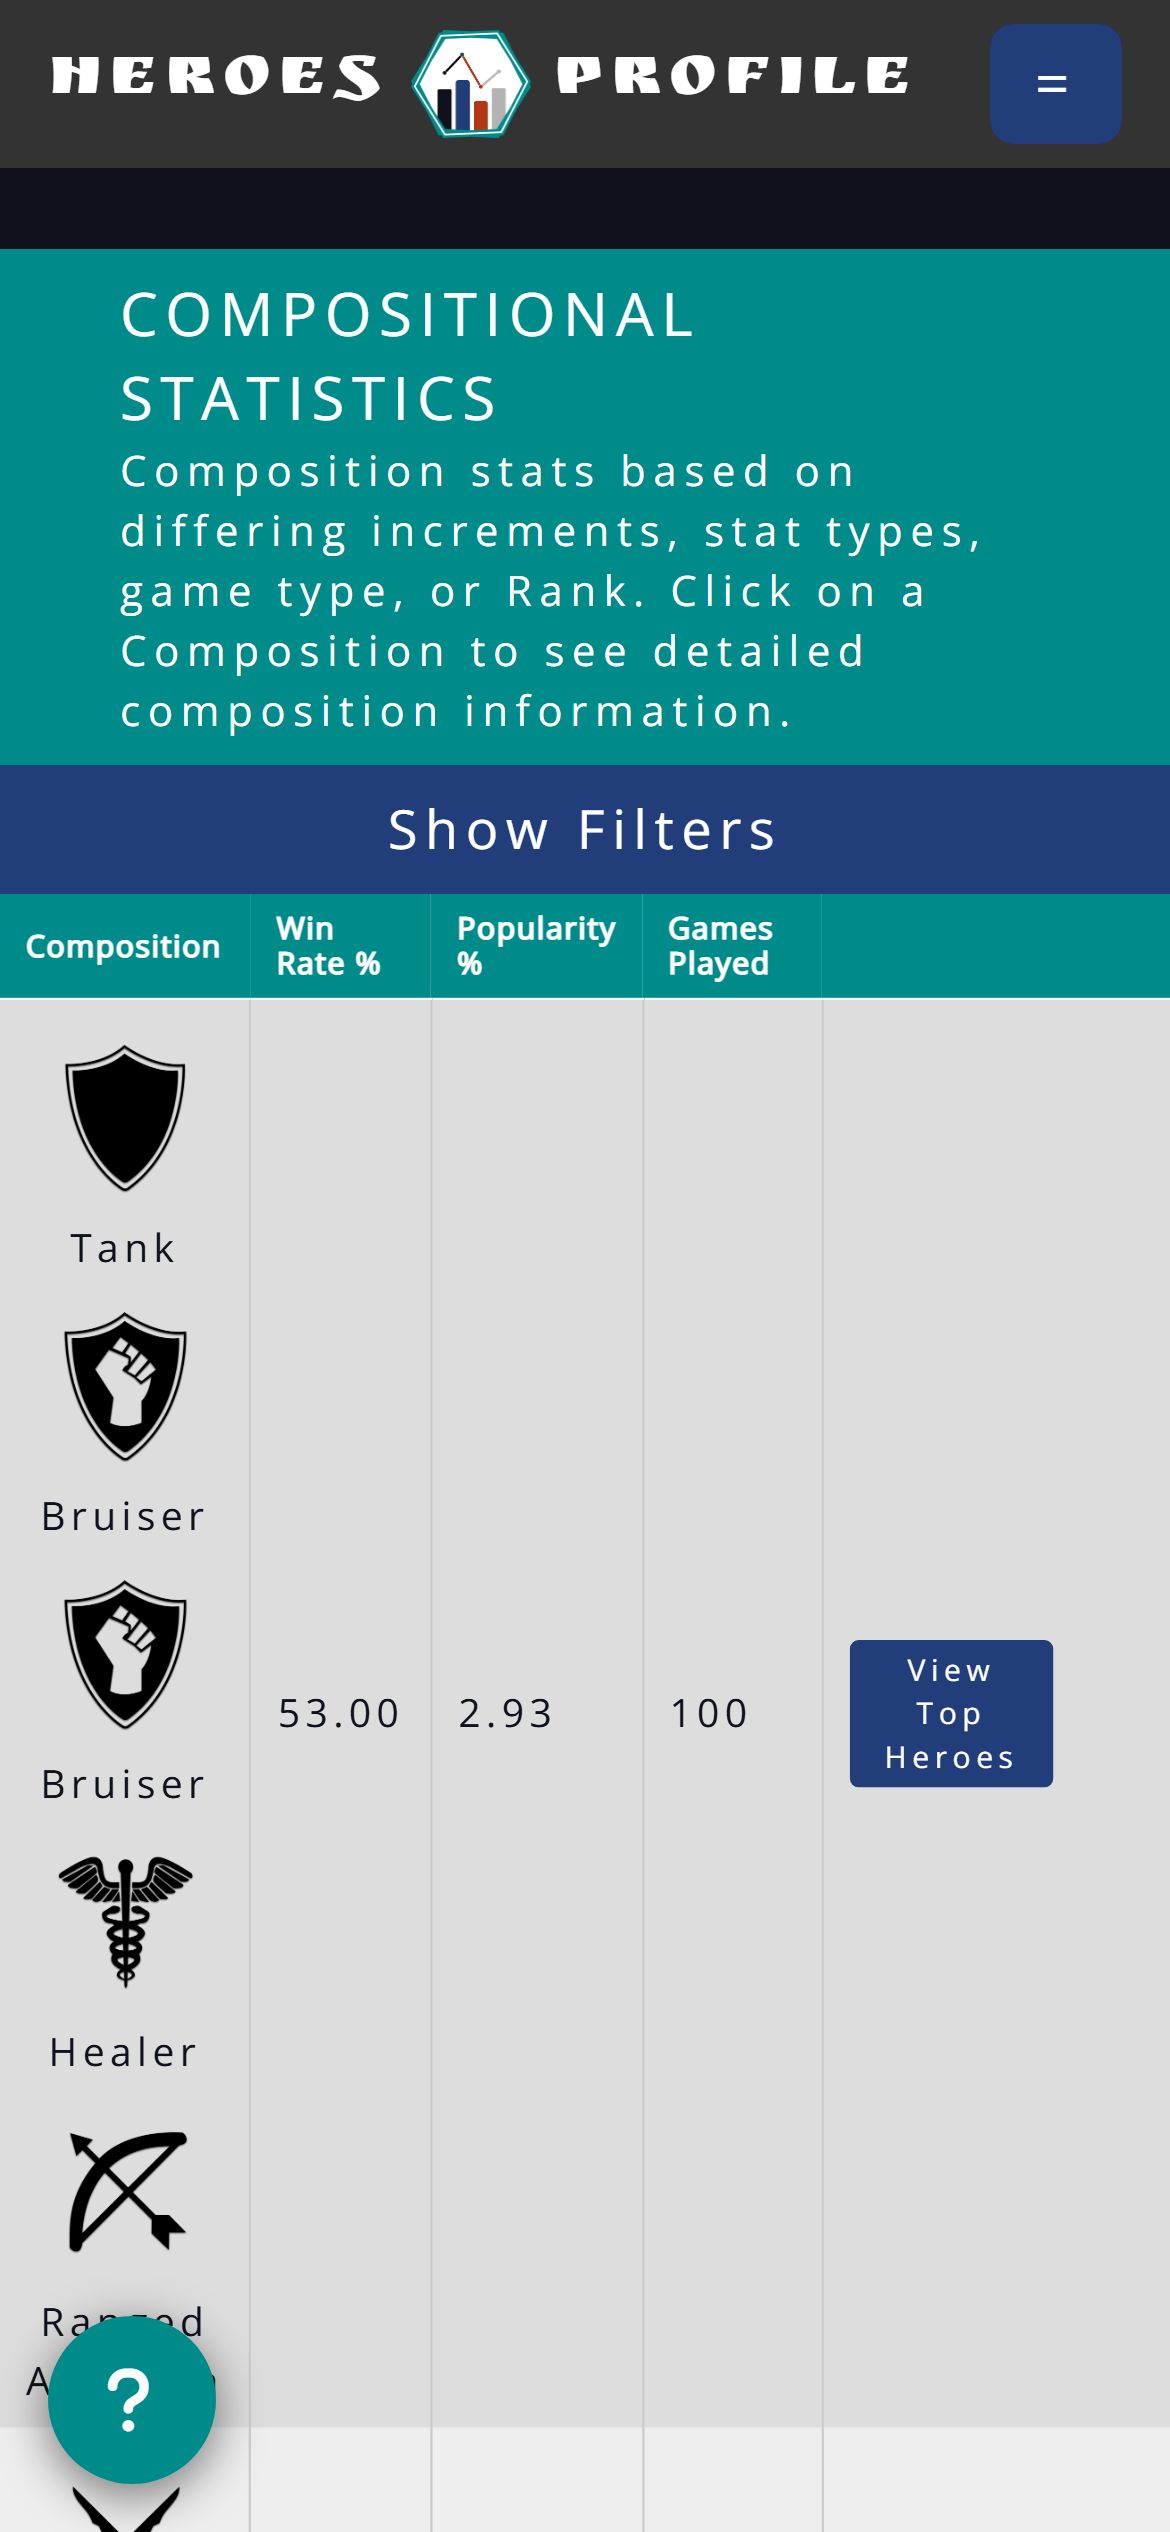 HEROES PROFILE
=
COMPOSITIONAL
STATISTICS
Composition stats based on
differing increments, stat types,
game type, or Rank. Click on a
Composition to see detailed
composition information.
Show Filters
Composition
Win
Rate %
Popularity
%
Games
Played
Tank
Bruiser
Bruiser
53.00
2.93
100
View
Top
Heroes
Healer
?